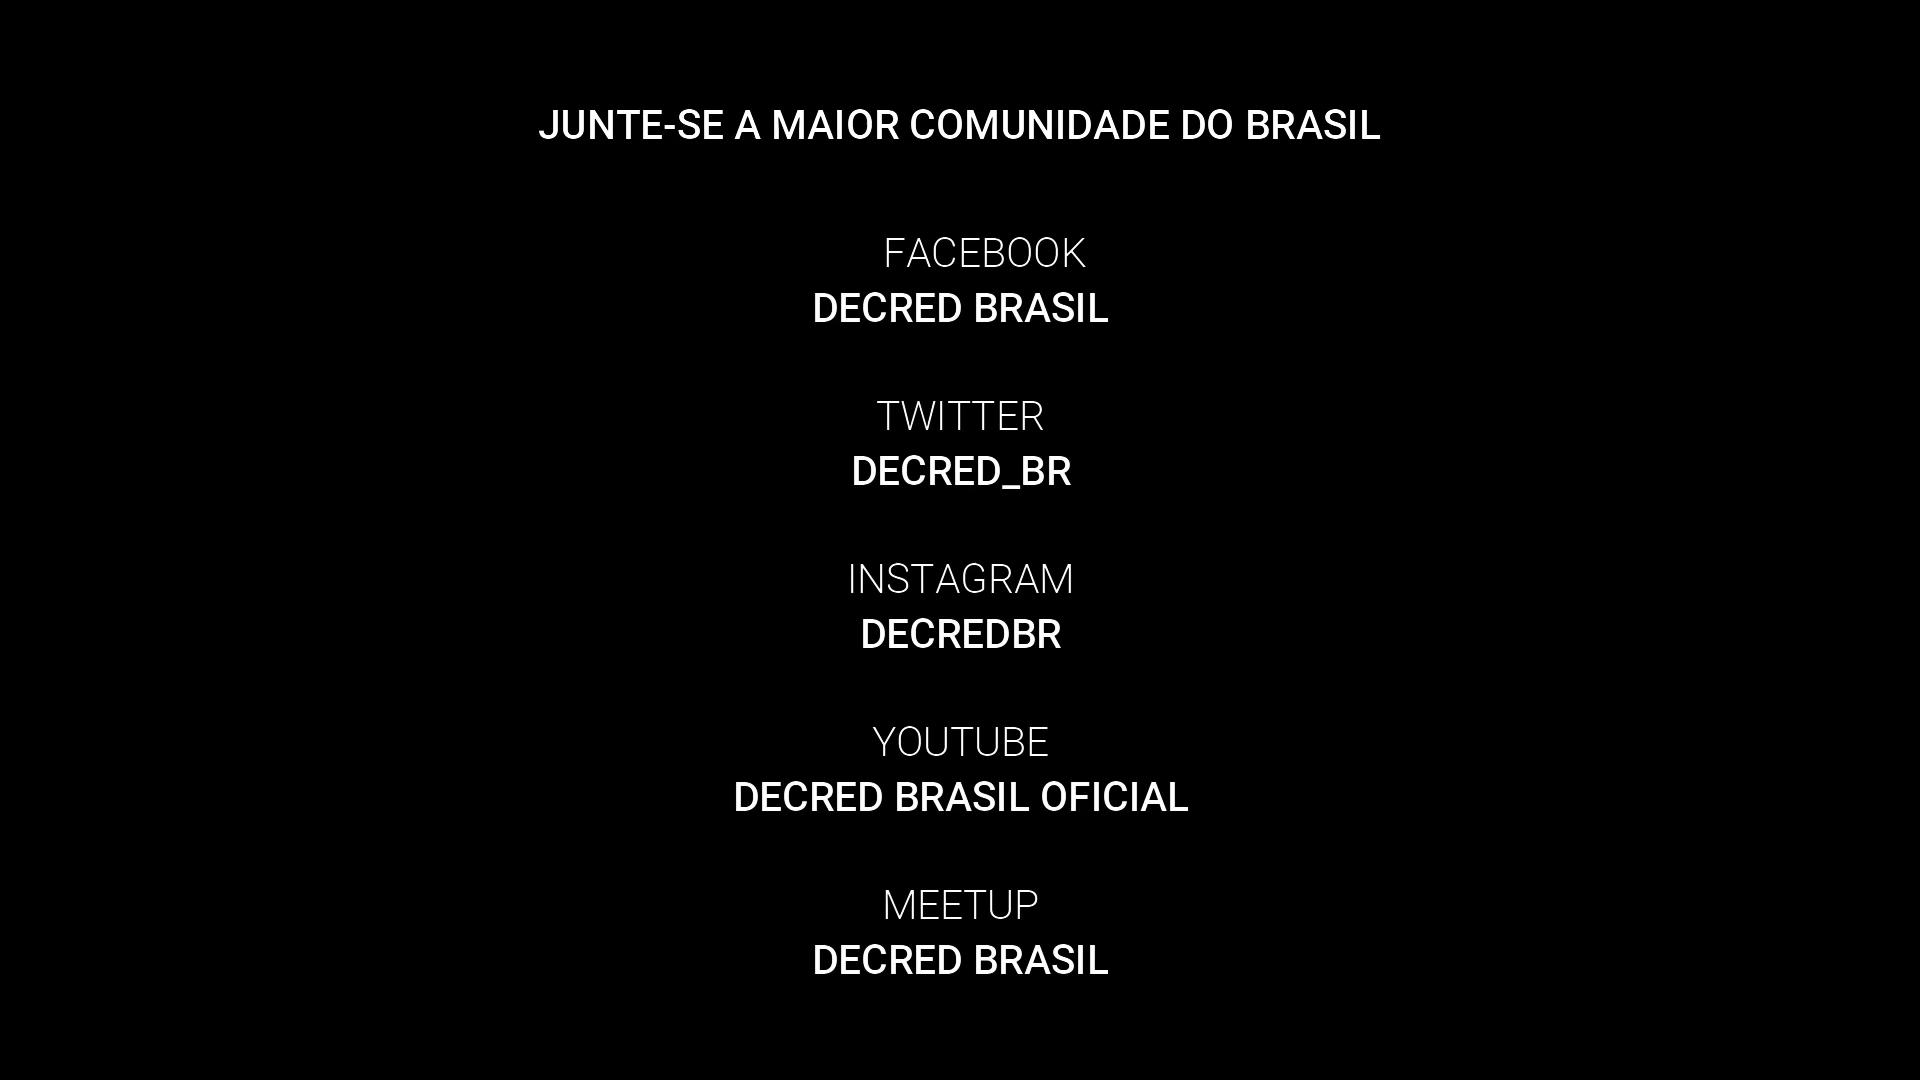 JUNTE-SE A MAIOR COMUNIDADE DO BRASIL
FACEBOOK
DECRED BRASIL
TWITTER
DECRED_BR
INSTAGRAM
DECREDBR
YOUTUBE
DECRED BRASIL OFICIAL
MEETUP
DECRED BRASIL